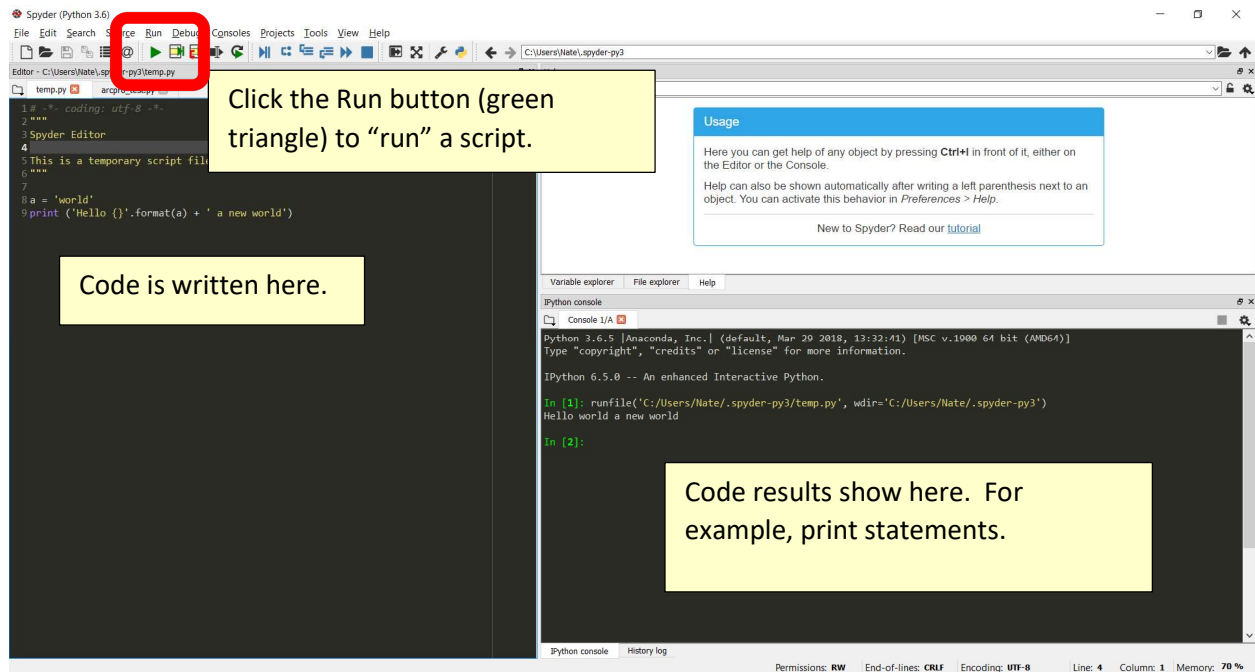 Spyder (Python 3.6)
File Edit Search Source Run Debug Consoles Projects Tools View Help
C:\Users\Nate\.spyder-py3
Editor - C:\Users\Nate\.spyder-py3\temp.py
temp.py arcpro_test.py
Click the Run button (green
triangle) to “run” a script.
1 # -*- coding: utf-8 -*-
2 """
3 Spyder Editor
4
5 This is a temporary script file
6 """
7
8 a = 'world'
9 print ('Hello {}'.format(a) + ' a new world')
Code is written here.
Usage
Here you can get help of any object by pressing Ctrl+I in front of it, either on
the Editor or the Console.
Help can also be shown automatically after writing a left parenthesis next to an
object. You can activate this behavior in Preferences > Help.
New to Spyder? Read our tutorial
Variable explorer File explorer Help
IPython console
Console 1/A
Python 3.6.5 |Anaconda, Inc.| (default, Mar 29 2018, 13:32:41) [MSC v.1900 64 bit (AMD64)]
Type "copyright", "credits" or "license" for more information.
IPython 6.5.0 -- An enhanced Interactive Python.
In [1]: runfile('C:/Users/Nate/.spyder-py3/temp.py', wdir='C:/Users/Nate/.spyder-py3')
Hello world a new world
In [2]:
Code results show here. For
example, print statements.
IPython console History log
Permissions: RW End-of-lines: CRLF Encoding: UTF-8 Line: 4 Column: 1 Memory: 70 %